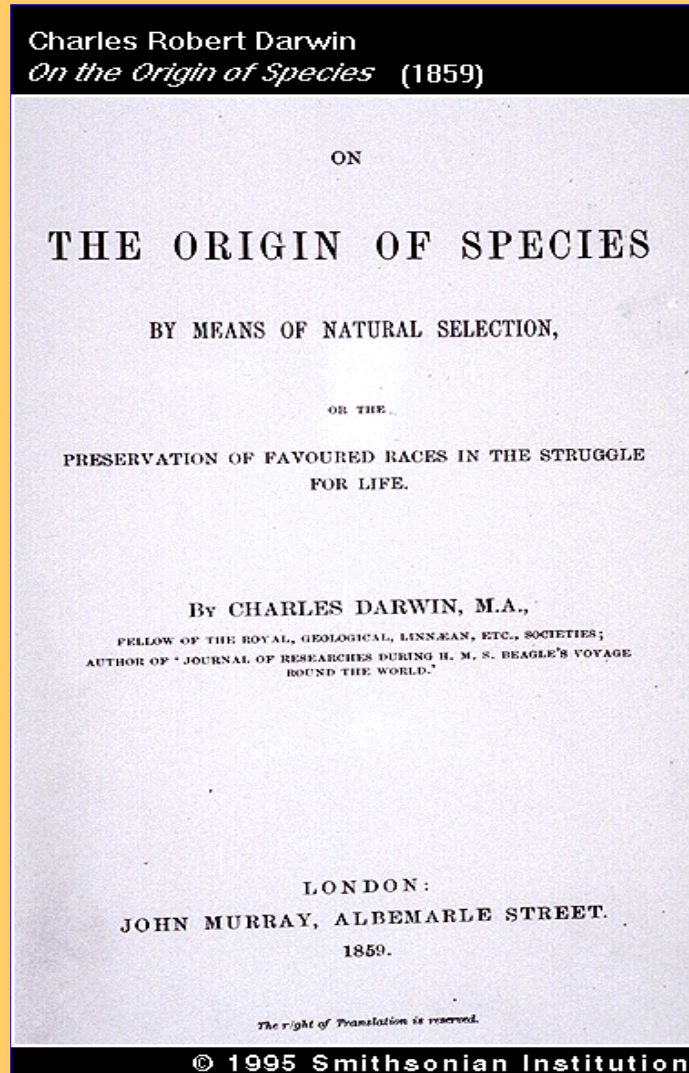 Charles Robert Darwin
On the Origin of Species (1859)
ON
THE ORIGIN OF SPECIES
BY MEANS OF NATURAL SELECTION,
OR THE
PRESERVATION OF FAVOURED RACES IN THE STRUGGLE
FOR LIFE.
BY CHARLES DARWIN, M.A.,
FELLOW OF THE ROYAL, GEOLOGICAL, LINNÆAN, ETC., SOCIETIES;
AUTHOR OF 'JOURNAL OF RESEARCHES DURING H. M. S. BEAGLE'S VOYAGE
ROUND THE WORLD.'
LONDON:
JOHN MURRAY, ALBEMARLE STREET.
1859.
The right of Translation is reserved.
© 1995 Smithsonian Institution